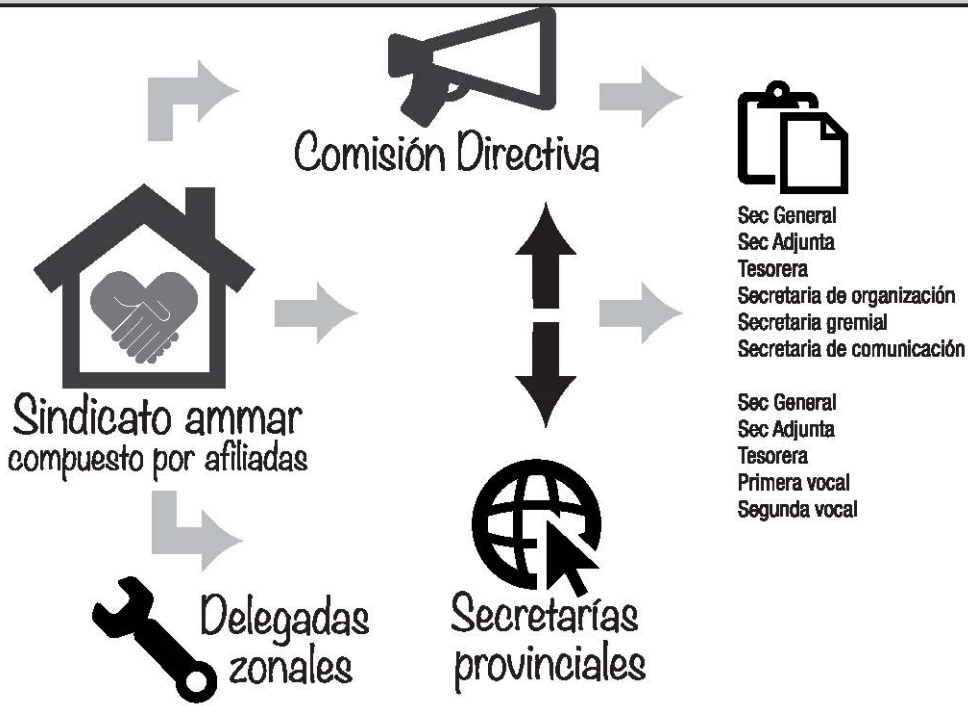 Comisión Directiva
Sindicato ammar
compuesto por afiliadas
Delegadas
zonales
Secretarías
provinciales
Sec General
Sec Adjunta
Tesorera
Secretaria de organización
Secretaria gremial
Secretaria de comunicación
Sec General
Sec Adjunta
Tesorera
Primera vocal
Segunda vocal